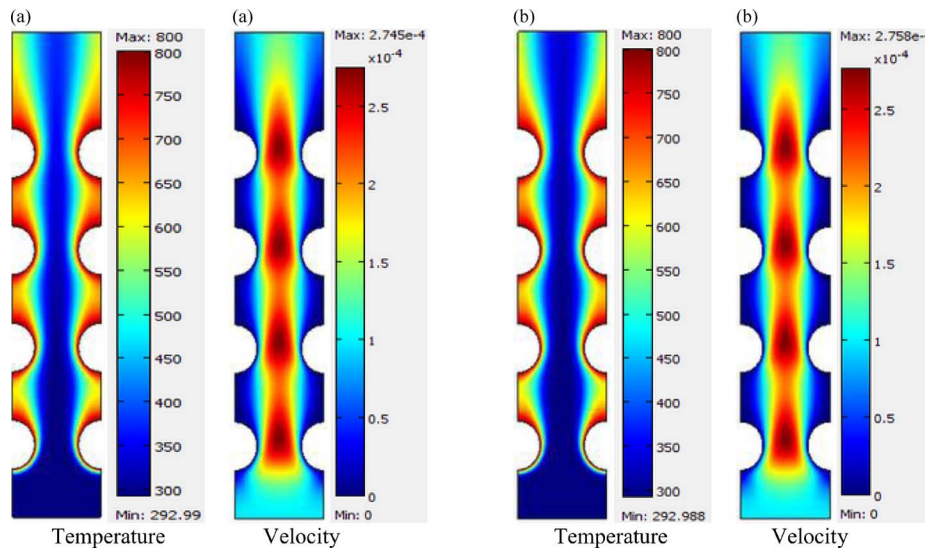 (a) (a) (b) (b)
Max: 800 Max: 2.745e-4 Max: 800 Max: 2.758e-
800 ×10⁻⁴ 800 ×10⁻⁴
750 2.5 750 2.5
700 700
650 2 650 2
600 600
550 1.5 550 1.5
500 500
450 1 450 1
400 400
350 0.5 350 0.5
300 0 300 0
Min: 292.99 Min: 0 Min: 292.988 Min: 0
Temperature Velocity Temperature Velocity